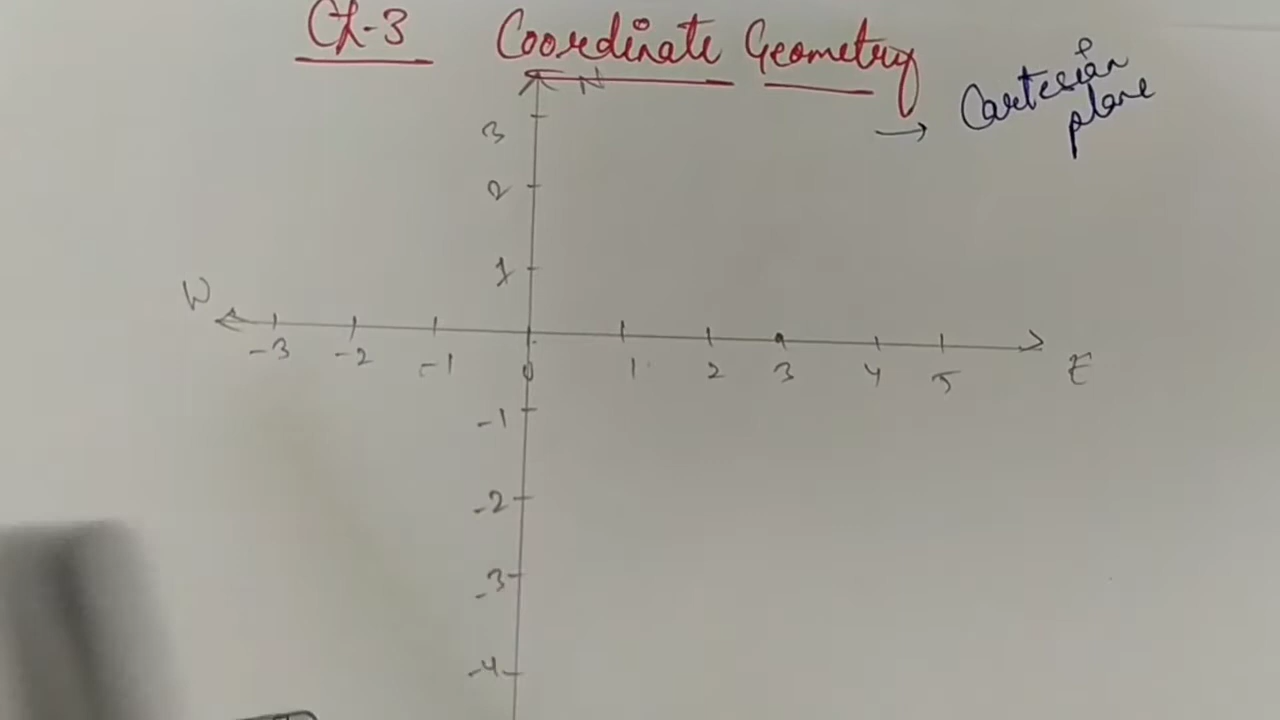 Ch-3 Coordinate Geometry
→ Cartesian
plane
N
3
2
1
W
E
-3 -2 -1 0 1 2 3 4 5
-1
-2
-3
-4